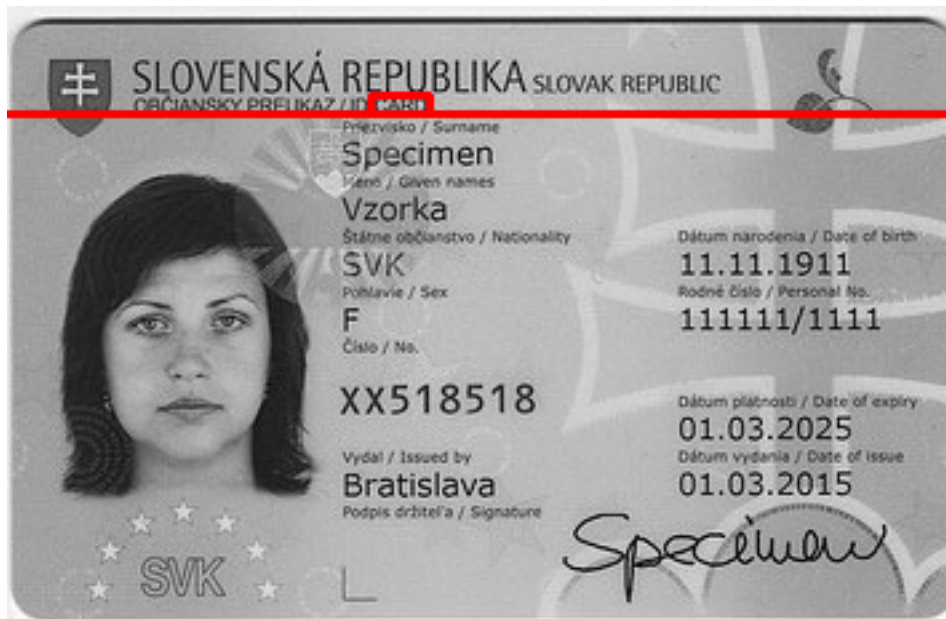 SLOVENSKÁ REPUBLIKA SLOVAK REPUBLIC
OBČIANSKY PREUKAZ / ID CARD
Priezvisko / Surname
Specimen
Meno / Given names
Vzorka
Štátne občianstvo / Nationality
SVK
Dátum narodenia / Date of birth
11.11.1911
Pohlavie / Sex
F
Rodné číslo / Personal No.
111111/1111
Číslo / No.
XX518518
Dátum platnosti / Date of expiry
01.03.2025
Vydal / Issued by
Bratislava
Dátum vydania / Date of issue
01.03.2015
Podpis držiteľa / Signature
Specimen
SVK